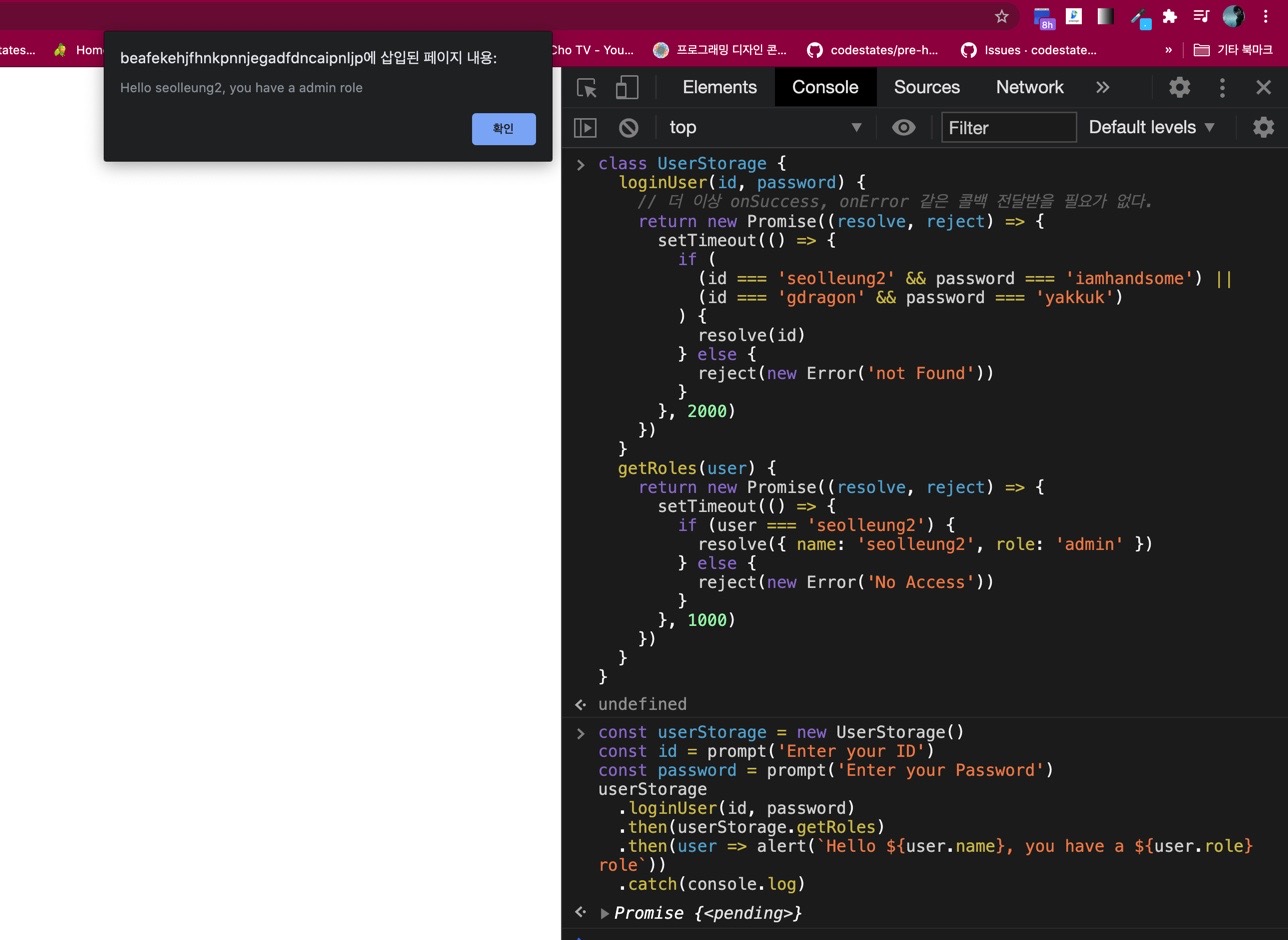 8h
tates...
Hom
Cho TV - You...
프로그래밍 디자인 콘...
codestates/pre-h...
Issues · codestate...
»
기타 북마크
beafekehjfhnkpnnjegadfdncaipnljp에 삽입된 페이지 내용:
Hello seolleung2, you have a admin role
확인
Elements
Console
Sources
Network
»
top
Filter
Default levels
class UserStorage {
loginUser(id, password) {
// 더 이상 onSuccess, onError 같은 콜백 전달받을 필요가 없다.
return new Promise((resolve, reject) => {
setTimeout(() => {
if (
(id === 'seolleung2' && password === 'iamhandsome') ||
(id === 'gdragon' && password === 'yakkuk')
) {
resolve(id)
} else {
reject(new Error('not Found'))
}
}, 2000)
})
}
getRoles(user) {
return new Promise((resolve, reject) => {
setTimeout(() => {
if (user === 'seolleung2') {
resolve({ name: 'seolleung2', role: 'admin' })
} else {
reject(new Error('No Access'))
}
}, 1000)
})
}
}
undefined
const userStorage = new UserStorage()
const id = prompt('Enter your ID')
const password = prompt('Enter your Password')
userStorage
.loginUser(id, password)
.then(userStorage.getRoles)
.then(user => alert(`Hello ${user.name}, you have a ${user.role}
role`))
.catch(console.log)
Promise {<pending>}